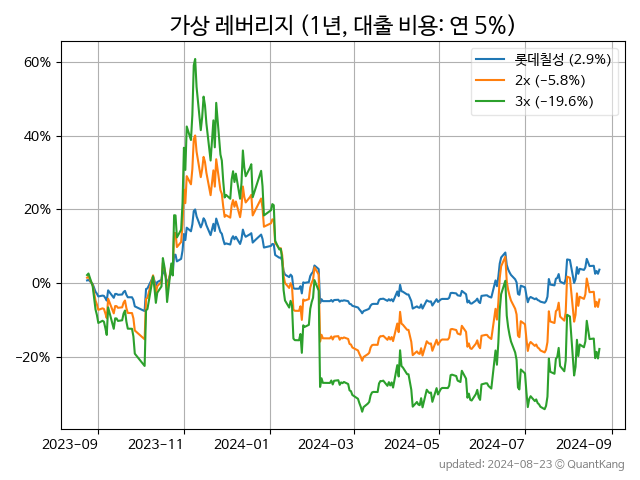 가상 레버리지 (1년, 대출 비용: 연 5%)
롯데칠성 (2.9%)
2x (−5.8%)
3x (−19.6%)
60%
40%
20%
0%
−20%
2023-09 2023-11 2024-01 2024-03 2024-05 2024-07 2024-09
updated: 2024-08-23 © QuantKang